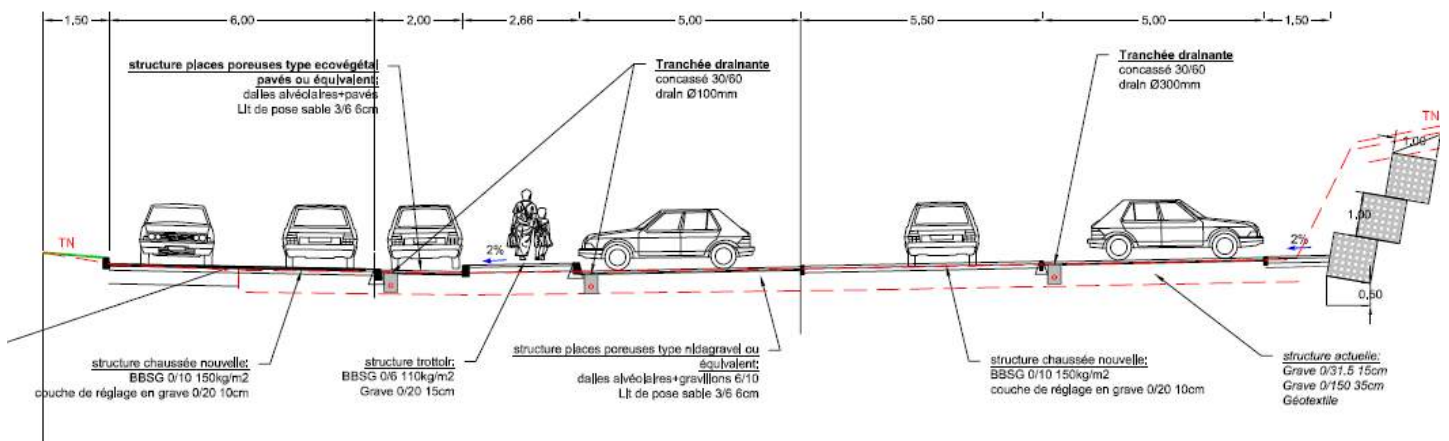 1,50
6,00
2,00
2,66
5,00
5,50
5,00
1,50
structure places poreuses type ecovégétal
pavés ou équivalent:
dalles alvéolaires+pavés
Lit de pose sable 3/6 6cm
Tranchée drainante
concassé 30/60
drain Ø100mm
Tranchée drainante
concassé 30/60
drain Ø300mm
TN
1,00
1,00
0,50
TN
2%
2%
structure chaussée nouvelle:
BBSG 0/10 150kg/m2
couche de réglage en grave 0/20 10cm
structure trottoir:
BBSG 0/6 110kg/m2
Grave 0/20 15cm
structure places poreuses type nidagravel ou
équivalent:
dalles alvéolaires+gravillons 6/10
Lit de pose sable 3/6 6cm
structure chaussée nouvelle:
BBSG 0/10 150kg/m2
couche de réglage en grave 0/20 10cm
structure actuelle:
Grave 0/31.5 15cm
Grave 0/150 35cm
Géotextile